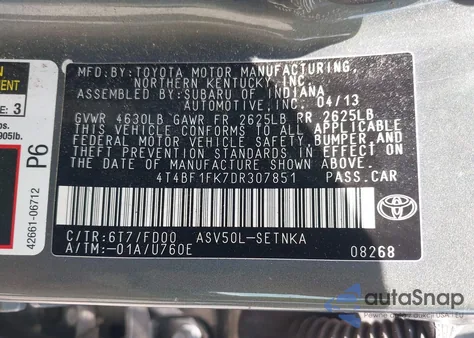 MFD.BY:TOYOTA MOTOR MANUFACTURING,
NORTHERN KENTUCKY,INC.
ASSEMBLED BY:SUBARU OF INDIANA
AUTOMOTIVE,INC. 04/13
GVWR 4630LB GAWR FR 2625LB RR 2625LB
THIS VEHICLE CONFORMS TO ALL APPLICABLE
FEDERAL MOTOR VEHICLE SAFETY,BUMPER,AND
THEFT PREVENTION STANDARDS IN EFFECT ON
THE DATE OF MANUFACTURE SHOWN ABOVE.
4T4BF1FK7DR307851 PASS.CAR
C/TR:6T7/FD00 ASV50L-SETNKA
A/TM:-01A/U760E 08268
TOYOTA
3
905lb.
P6
42661-06712
autoSnap